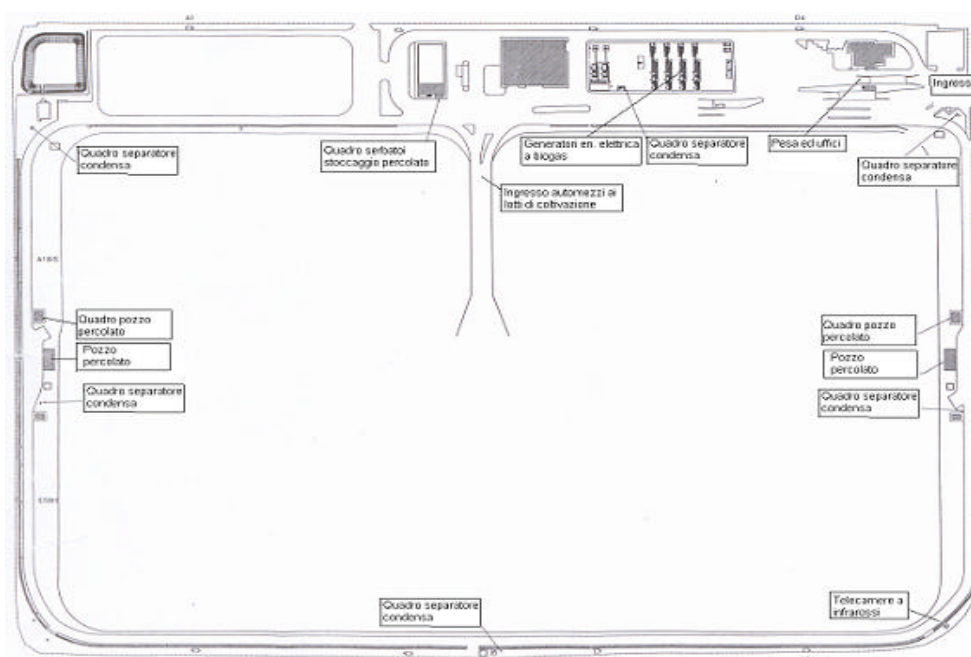 Ingress
Quadro separatore
condensa
Quadro serbatoi
stoccaggio percolato
Generatori en. elettrica
a biogas
Quadro separatore
condensa
Pesa ed uffici
Quadro separatore
condensa
Ingresso automezzi ai
lotti di coltivazione
Quadro pozzo
percolato
Pozzo
percolato
Quadro separatore
condensa
Quadro pozzo
percolato
Pozzo
percolato
Quadro separatore
condensa
Quadro separatore
condensa
Telecamere a
infrarossi